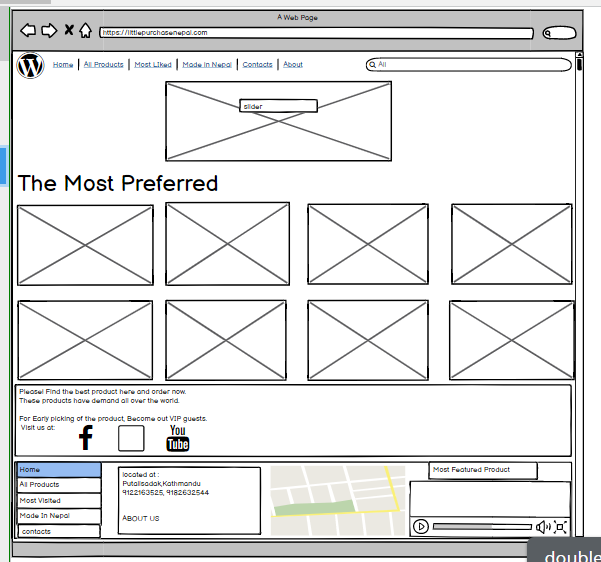 A Web Page
https://littlepurchasenepal.com
Home All Products Most Liked Made In Nepal Contacts About
All
slider
The Most Preferred
Please! Find the best product here and order now.
These products have demand all over the world.
For Early picking of the product, Become out VIP guests.
Visit us at:
You
Tube
Home
All Products
Most Visited
Made In Nepal
contacts
located at :
Putalisadak,Kathmandu
9122163525, 9182632544
ABOUT US
Most Featured Product
double